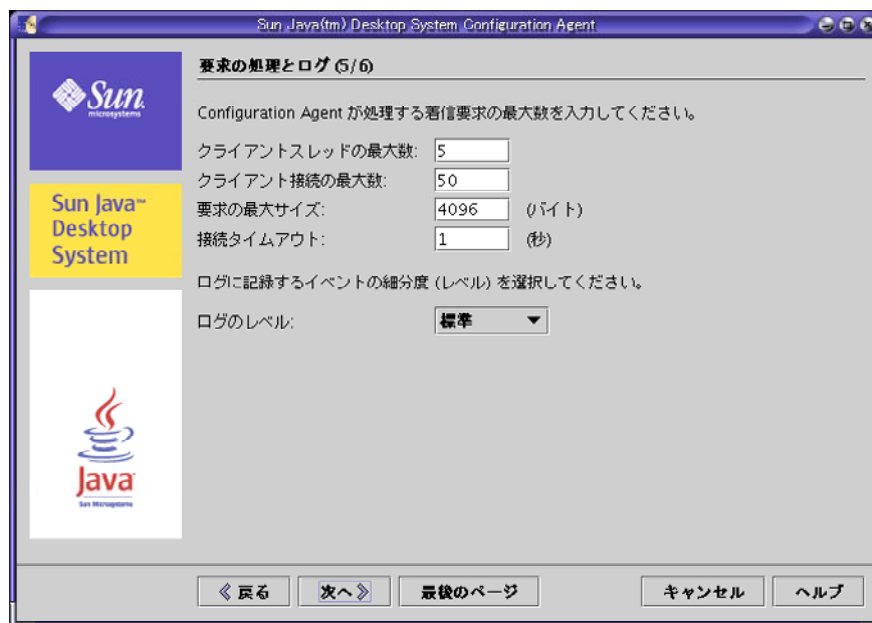 Sun Java(tm) Desktop System Configuration Agent
Sun
microsystems
Sun Java™
Desktop
System
Java
Sun Microsystems
要求の処理とログ (5/6)
Configuration Agent が処理する着信要求の最大数を入力してください。
クライアントスレッドの最大数: 5
クライアント接続の最大数: 50
要求の最大サイズ: 4096 (バイト)
接続タイムアウト: 1 (秒)
ログに記録するイベントの細分度 (レベル) を選択してください。
ログのレベル: 標準
戻る 次へ 最後のページ キャンセル ヘルプ